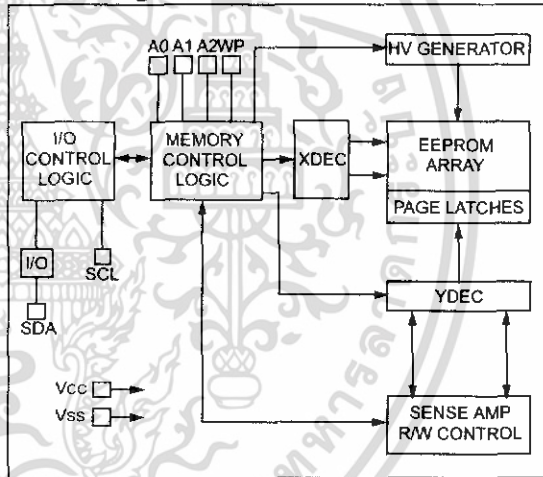 A0 A1 A2WP
HV GENERATOR
I/O
CONTROL
LOGIC
MEMORY
CONTROL
LOGIC
XDEC
EEPROM
ARRAY
PAGE LATCHES
I/O
SCL
SDA
YDEC
Vcc
Vss
SENSE AMP
R/W CONTROL